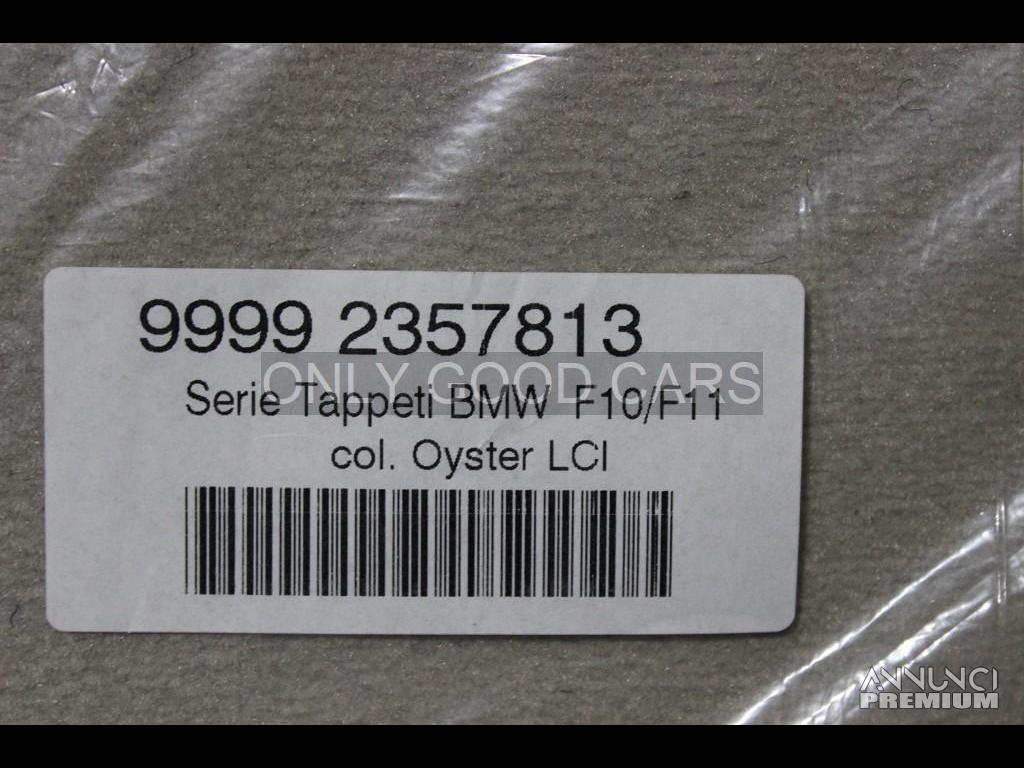 9999 2357813
ONLY GOOD CARS
Serie Tappeti BMW F10/F11
col. Oyster LCI
ANNUNCI
PREMIUM